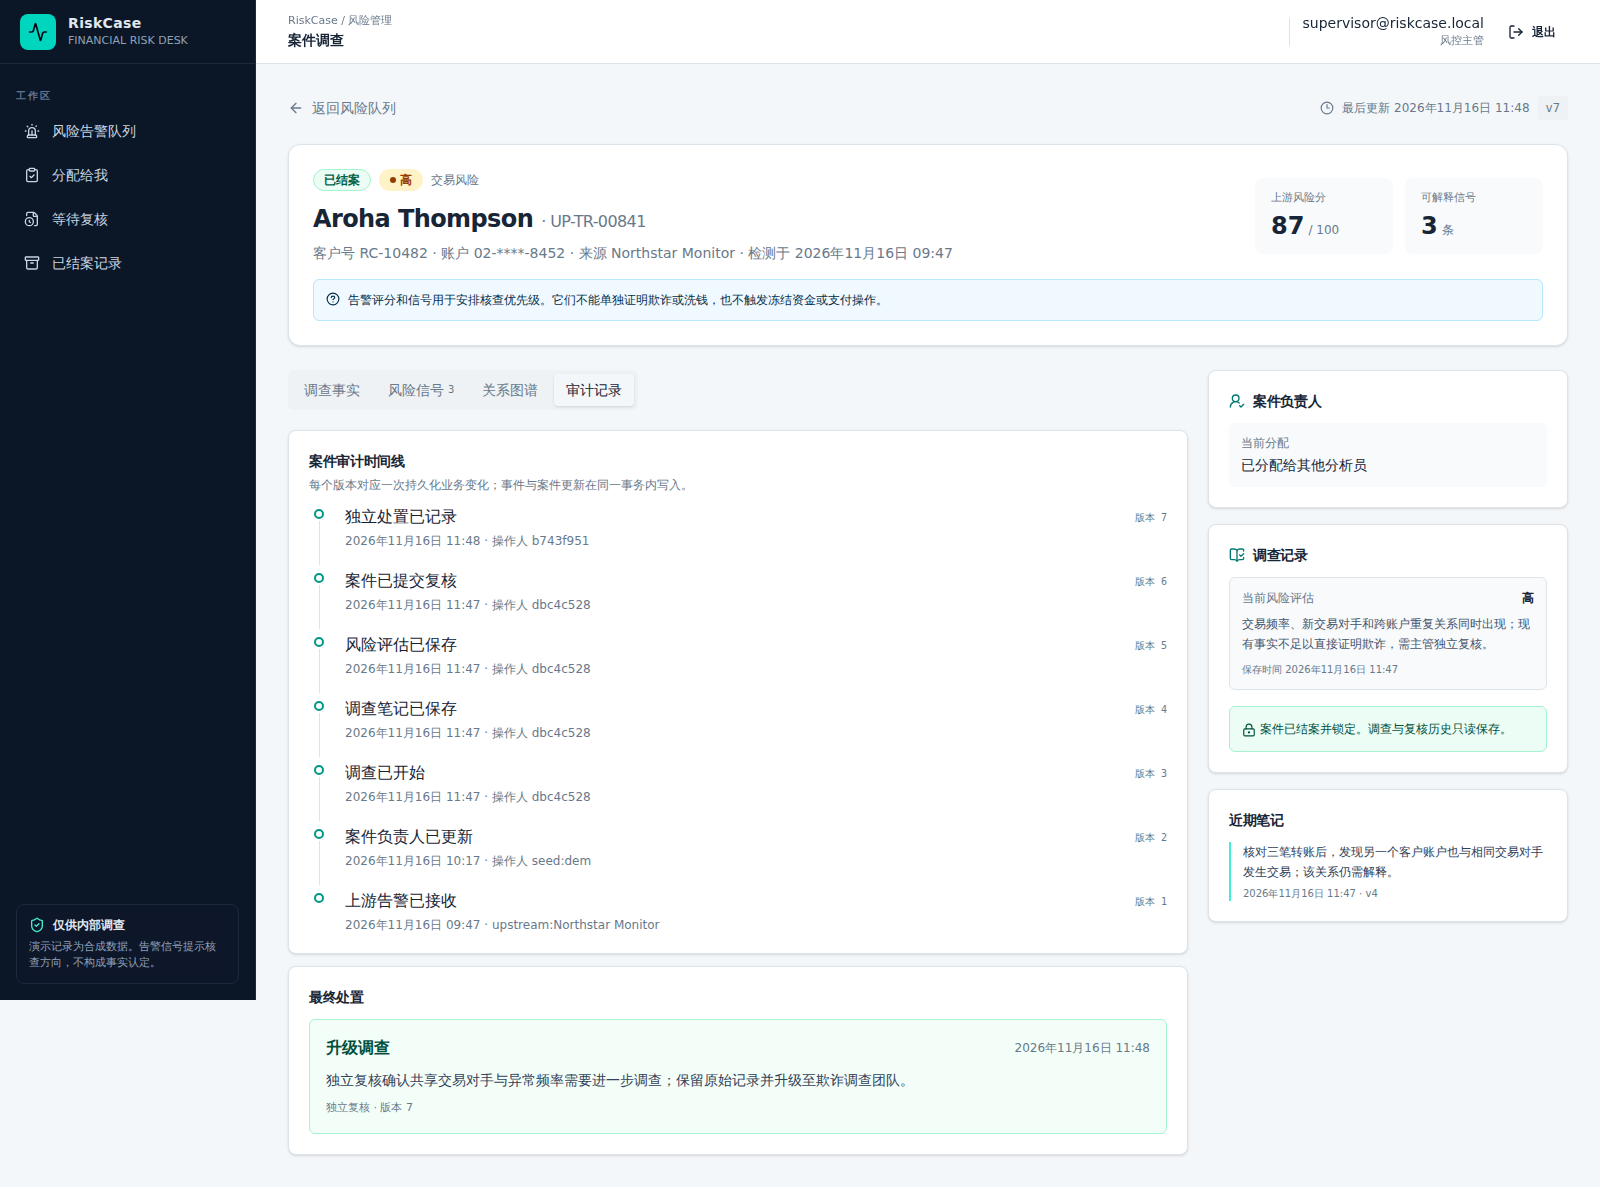 RiskCase
FINANCIAL RISK DESK
工作区
风险告警队列
分配给我
等待复核
已结案记录
仅供内部调查
演示记录为合成数据。告警信号提示核
查方向，不构成事实认定。
RiskCase / 风险管理
案件调查
supervisor@riskcase.local
风控主管
退出
返回风险队列
最后更新 2026年11月16日 11:48 v7
已结案 高 交易风险
Aroha Thompson · UP-TR-00841
客户号 RC-10482 · 账户 02-****-8452 · 来源 Northstar Monitor · 检测于 2026年11月16日 09:47
上游风险分
87 / 100
可解释信号
3 条
告警评分和信号用于安排核查优先级。它们不能单独证明欺诈或洗钱，也不触发冻结资金或支付操作。
调查事实 风险信号 3 关系图谱 审计记录
案件审计时间线
每个版本对应一次持久化业务变化；事件与案件更新在同一事务内写入。
独立处置已记录 版本 7
2026年11月16日 11:48 · 操作人 b743f951
案件已提交复核 版本 6
2026年11月16日 11:47 · 操作人 dbc4c528
风险评估已保存 版本 5
2026年11月16日 11:47 · 操作人 dbc4c528
调查笔记已保存 版本 4
2026年11月16日 11:47 · 操作人 dbc4c528
调查已开始 版本 3
2026年11月16日 11:47 · 操作人 dbc4c528
案件负责人已更新 版本 2
2026年11月16日 10:17 · 操作人 seed:dem
上游告警已接收 版本 1
2026年11月16日 09:47 · upstream:Northstar Monitor
最终处置
升级调查 2026年11月16日 11:48
独立复核确认共享交易对手与异常频率需要进一步调查；保留原始记录并升级至欺诈调查团队。
独立复核 · 版本 7
案件负责人
当前分配
已分配给其他分析员
调查记录
当前风险评估 高
交易频率、新交易对手和跨账户重复关系同时出现；现
有事实不足以直接证明欺诈，需主管独立复核。
保存时间 2026年11月16日 11:47
案件已结案并锁定。调查与复核历史只读保存。
近期笔记
核对三笔转账后，发现另一个客户账户也与相同交易对手
发生交易；该关系仍需解释。
2026年11月16日 11:47 · v4